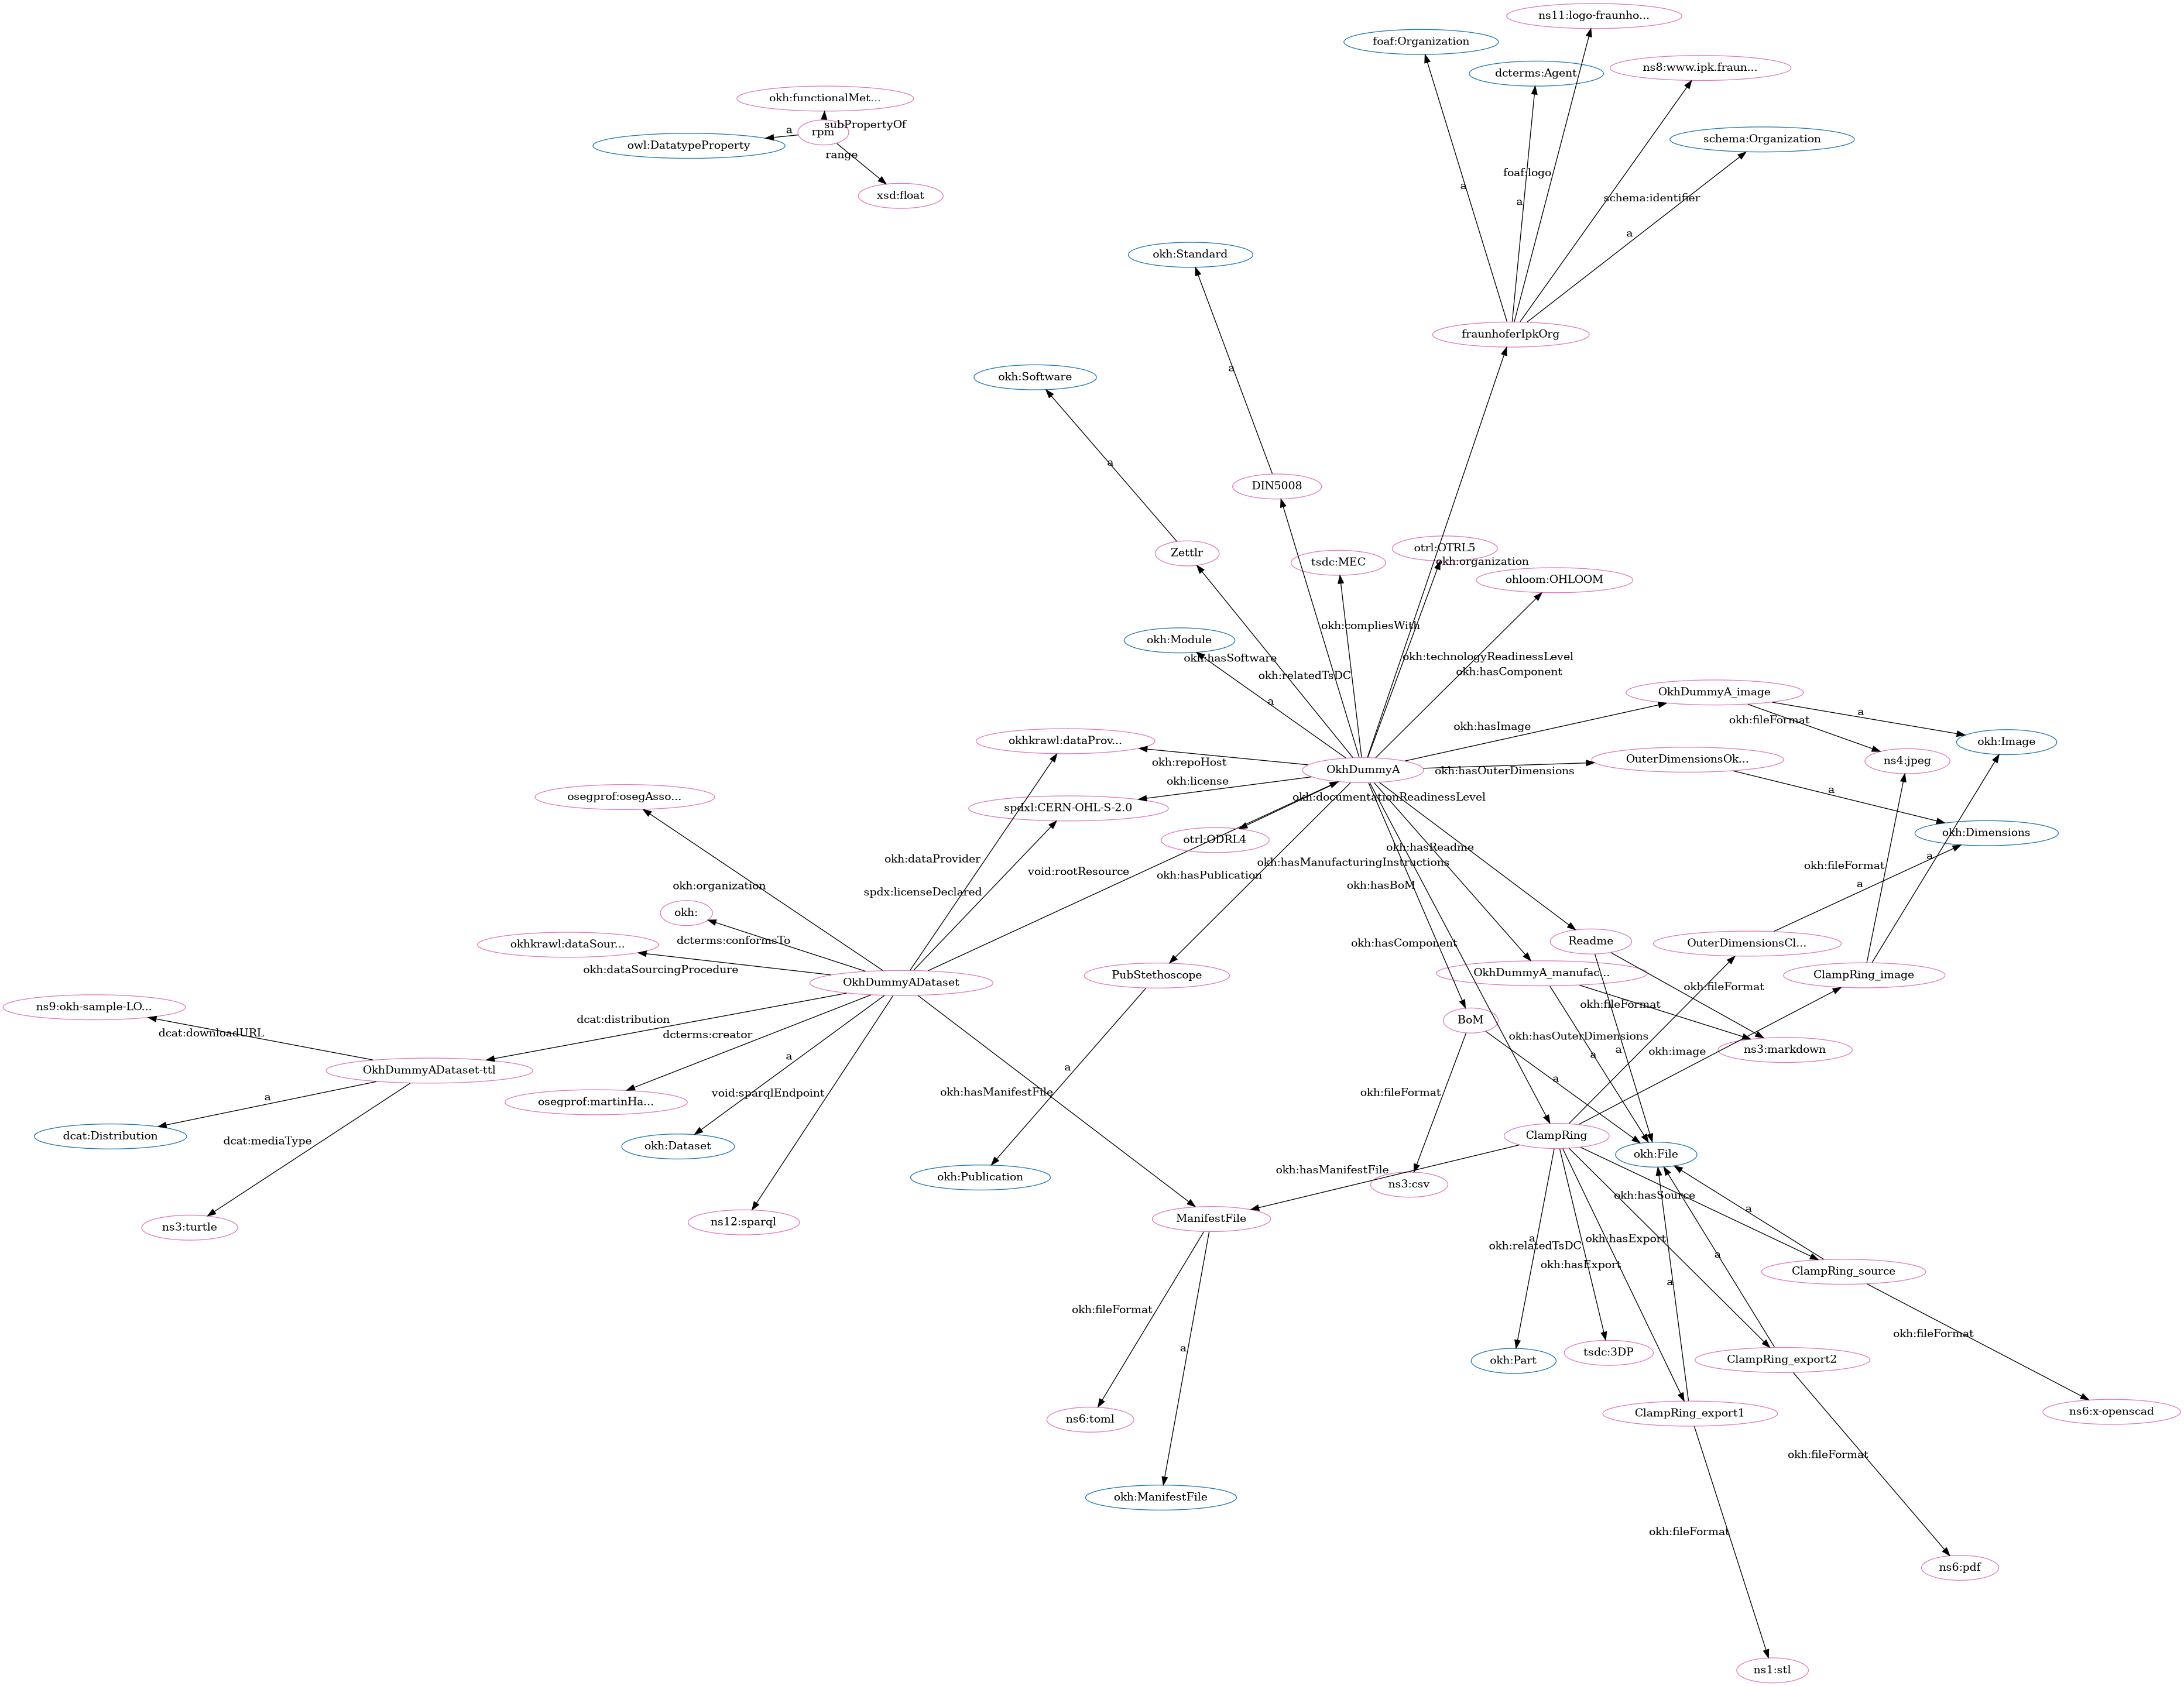 ns11:logo-fraunho...
foaf:Organization
dcterms:Agent
ns8:www.ipk.fraun...
okh:functionalMet...
subPropertyOf
a
rpm
schema:Organization
owl:DatatypeProperty
range
foaf:logo
a
xsd:float
a
schema:identifier
a
okh:Standard
fraunhoferIpkOrg
a
okh:Software
a
DIN5008
Zettlr
tsdc:MEC
otrl:OTRL5
okh:organization
ohloom:OHLOOM
okh:compliesWith
okh:Module
okh:hasSoftware
okh:technologyReadinessLevel
okh:relatedTsDC
okh:hasComponent
a
OkhDummyA_image
okh:hasImage
okh:fileFormat
a
okhkrawl:dataProv...
okh:Image
okh:repoHost
OkhDummyA
okh:hasOuterDimensions
OuterDimensionsOk...
ns4:jpeg
okh:license
osegprof:osegAsso...
okh:documentationReadinessLevel
a
spdxl:CERN-OHL-S-2.0
otrl:ODRL4
okh:Dimensions
okh:hasReadme
okh:dataProvider
okh:hasManufacturingInstructions
okh:fileFormat
a
void:rootResource
okh:hasPublication
okh:organization
spdx:licenseDeclared
okh:hasBoM
a
okh:
dcterms:conformsTo
okhkrawl:dataSour...
okh:hasComponent
Readme
OuterDimensionsCl...
okh:dataSourcingProcedure
OkhDummyADataset
PubStethoscope
OkhDummyA_manufac...
ClampRing_image
okh:fileFormat
ns9:okh-sample-LO...
okh:fileFormat
dcat:distribution
BoM
dcat:downloadURL
dcterms:creator
okh:hasOuterDimensions
a
a
okh:image
ns3:markdown
a
OkhDummyADataset-ttl
a
a
okh:hasManifestFile
okh:fileFormat
void:sparqlEndpoint
a
osegprof:martinHa...
dcat:Distribution
ClampRing
dcat:mediaType
okh:Dataset
okh:File
okh:hasManifestFile
okh:Publication
ns3:csv
okh:hasSource
a
ManifestFile
ns12:sparql
ns3:turtle
a
okh:relatedTsDC
okh:hasExport
a
okh:hasExport
ClampRing_source
a
okh:fileFormat
okh:fileFormat
a
okh:Part
tsdc:3DP
ClampRing_export2
ns6:toml
ClampRing_export1
ns6:x-openscad
okh:fileFormat
okh:ManifestFile
okh:fileFormat
ns6:pdf
ns1:stl